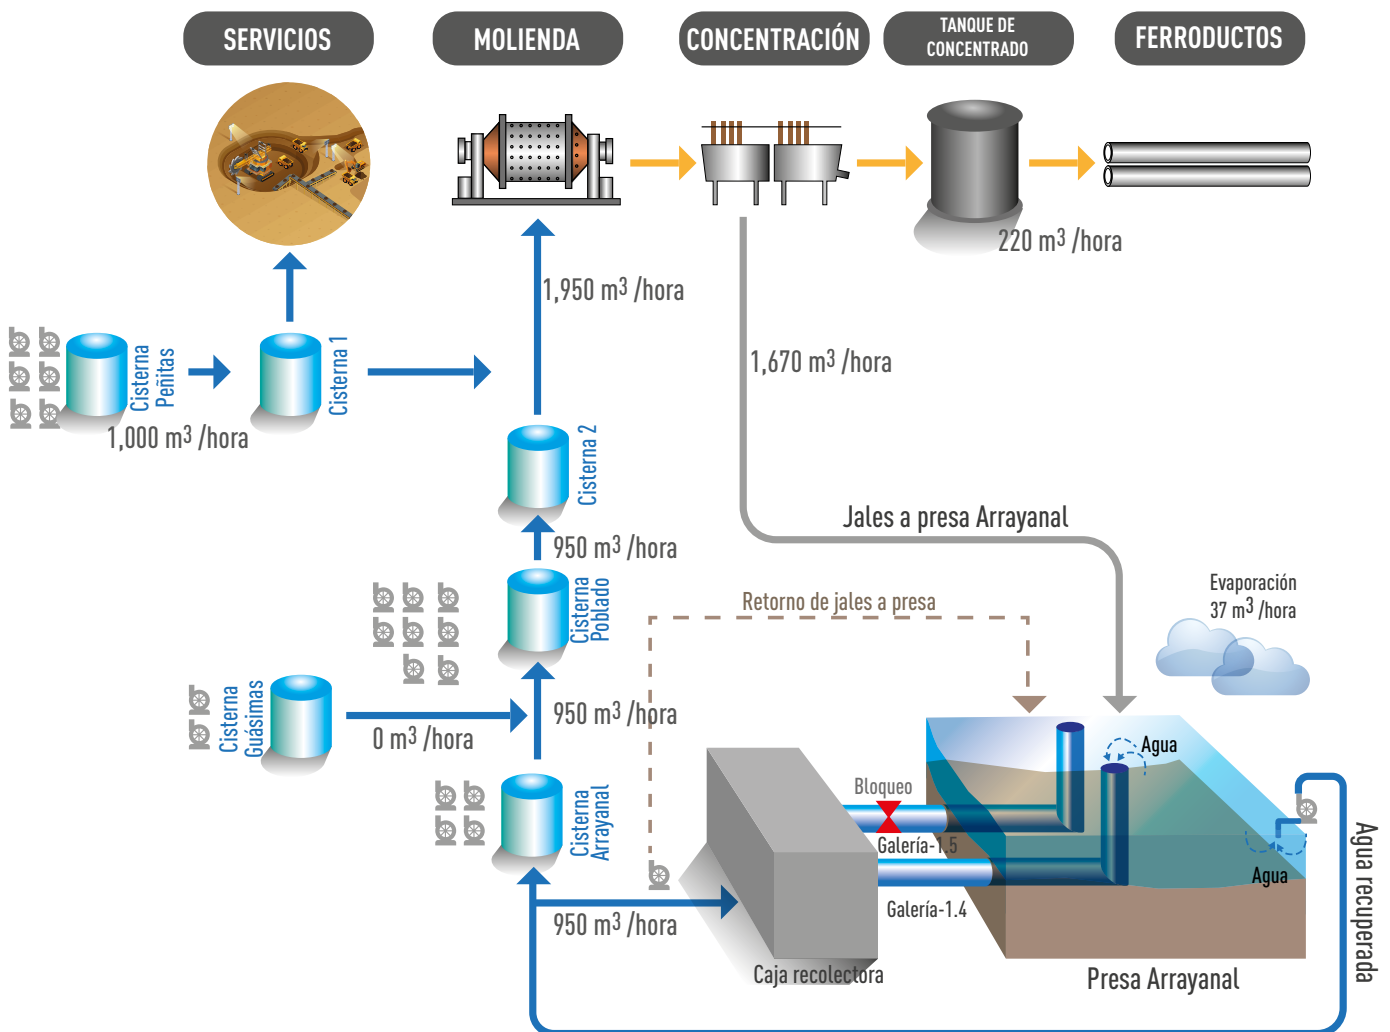 SERVICIOS
MOLIENDA
CONCENTRACIÓN
TANQUE DE
CONCENTRADO
FERRODUCTOS
220 m³ /hora
1,950 m³ /hora
1,670 m³ /hora
Cisterna
Peñitas
Cisterna 1
1,000 m³ /hora
Cisterna 2
950 m³ /hora
Jales a presa Arrayanal
Cisterna
Poblado
Retorno de jales a presa
Evaporación
37 m³ /hora
Cisterna
Guásimas
0 m³ /hora
950 m³ /hora
Agua
Cisterna
Arrayanal
Bloqueo
Galería-1.5
Agua
Galería-1.4
950 m³ /hora
Caja recolectora
Presa Arrayanal
Agua recuperada